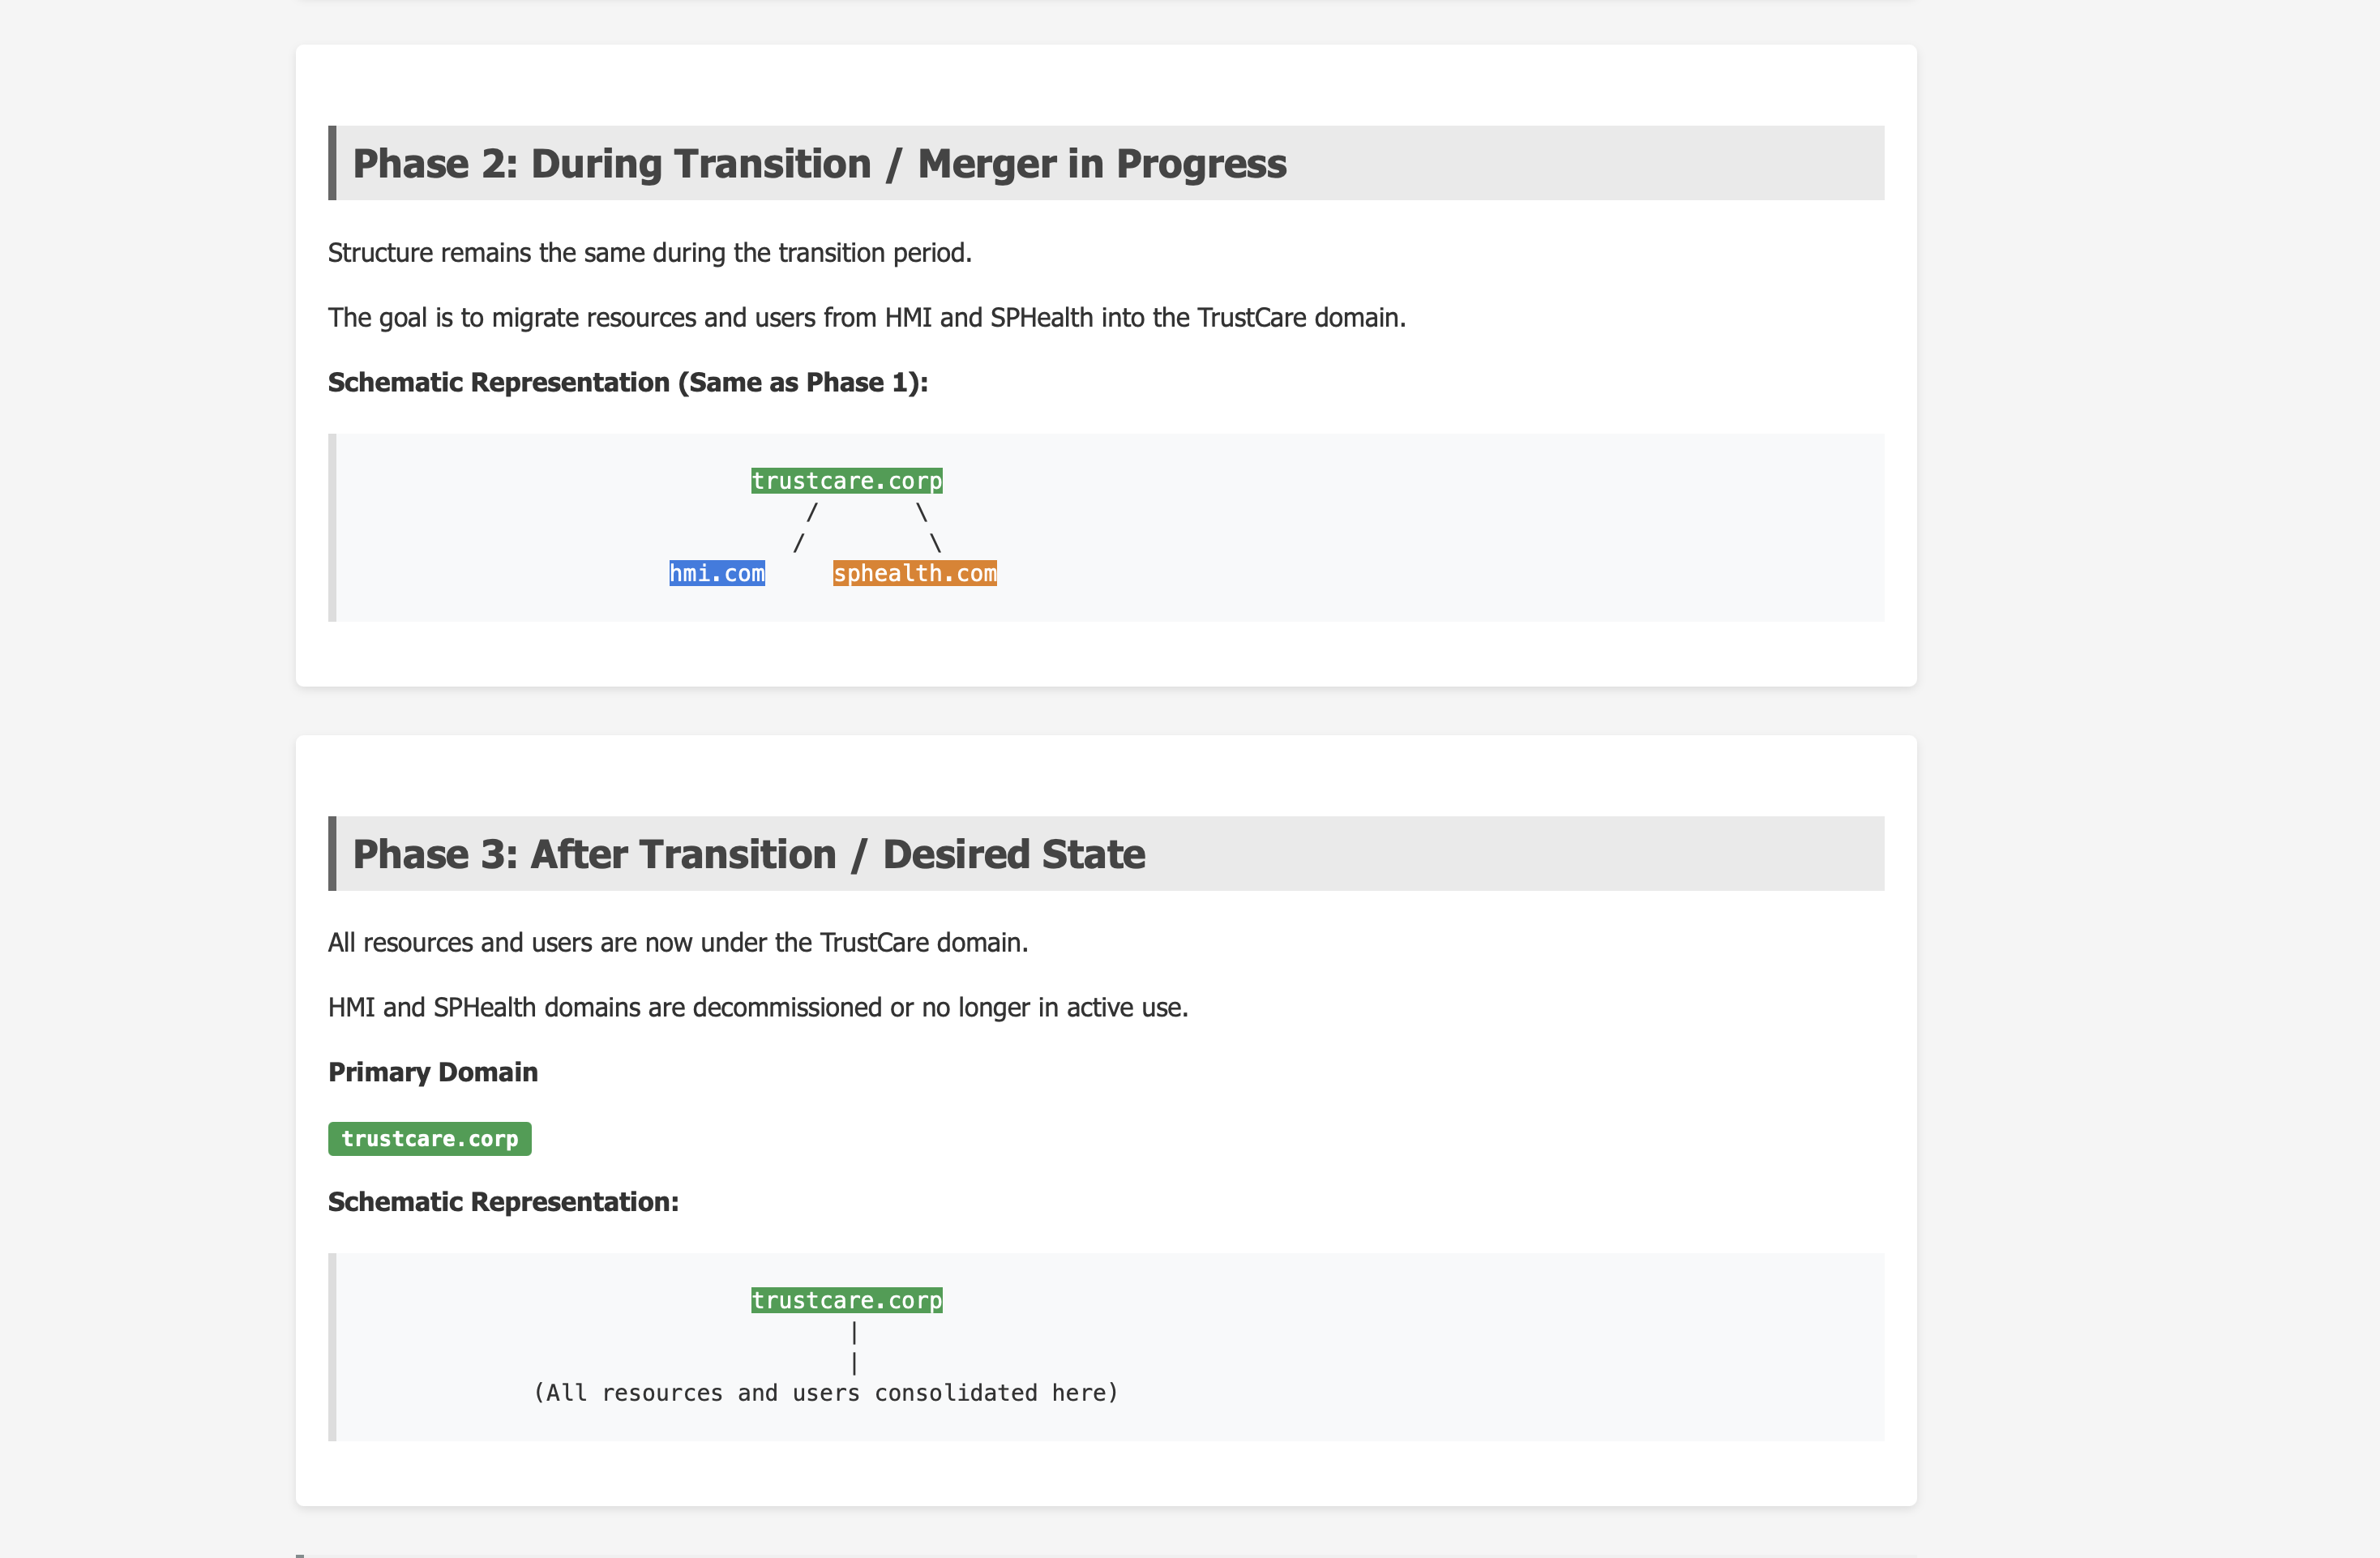 Phase 2: During Transition / Merger in Progress
Structure remains the same during the transition period.
The goal is to migrate resources and users from HMI and SPHealth into the TrustCare domain.
Schematic Representation (Same as Phase 1):
trustcare.corp
/ \
/ \
hmi.com sphealth.com
Phase 3: After Transition / Desired State
All resources and users are now under the TrustCare domain.
HMI and SPHealth domains are decommissioned or no longer in active use.
Primary Domain
trustcare.corp
Schematic Representation:
trustcare.corp
|
|
(All resources and users consolidated here)